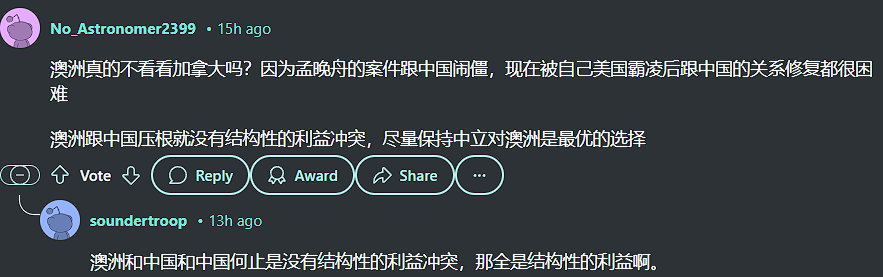 No_Astronomer2399 • 15h ago
澳洲真的不看看加拿大吗？因为孟晚舟的案件跟中国闹僵，现在被自己美国霸凌后跟中国的关系修复都很困
难
澳洲跟中国压根就没有结构性的利益冲突，尽量保持中立对澳洲是最优的选择
Vote Reply Award Share ...
soundertroop • 13h ago
澳洲和中国和中国何止是没有结构性的利益冲突，那全是结构性的利益啊。